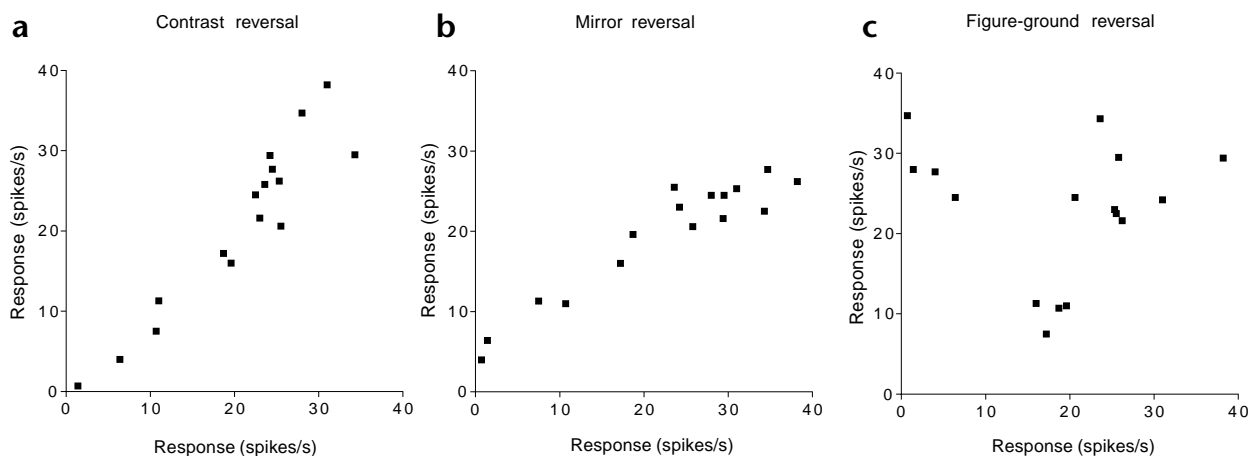 a
Contrast reversal
40
30
20
10
0
Response (spikes/s)
0 10 20 30 40
Response (spikes/s)
b
Mirror reversal
40
30
20
10
0
Response (spikes/s)
0 10 20 30 40
Response (spikes/s)
c
Figure-ground reversal
40
30
20
10
0
Response (spikes/s)
0 10 20 30 40
Response (spikes/s)